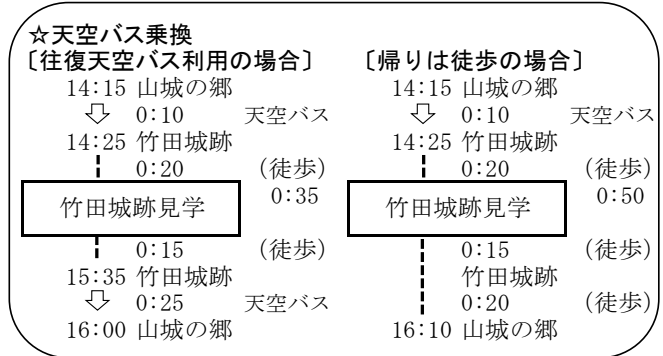 ☆天空バス乗換
〔往復天空バス利用の場合〕
14:15 山城の郷
0:10 天空バス
14:25 竹田城跡
0:20 (徒歩)
竹田城跡見学 0:35
0:15 (徒歩)
15:35 竹田城跡
0:25 天空バス
16:00 山城の郷
〔帰りは徒歩の場合〕
14:15 山城の郷
0:10 天空バス
14:25 竹田城跡
0:20 (徒歩)
竹田城跡見学 0:50
0:15 (徒歩)
竹田城跡
0:20 (徒歩)
16:10 山城の郷